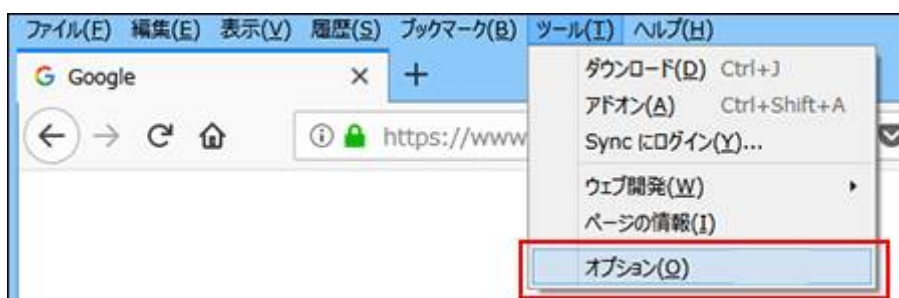 ファイル(F) 編集(E) 表示(V) 履歴(S) ブックマーク(B) ツール(T) ヘルプ(H)
Google
ダウンロード(D) Ctrl+J
アドオン(A) Ctrl+Shift+A
https://www
Sync にログイン(Y)...
ウェブ開発(W)
ページの情報(I)
オプション(O)